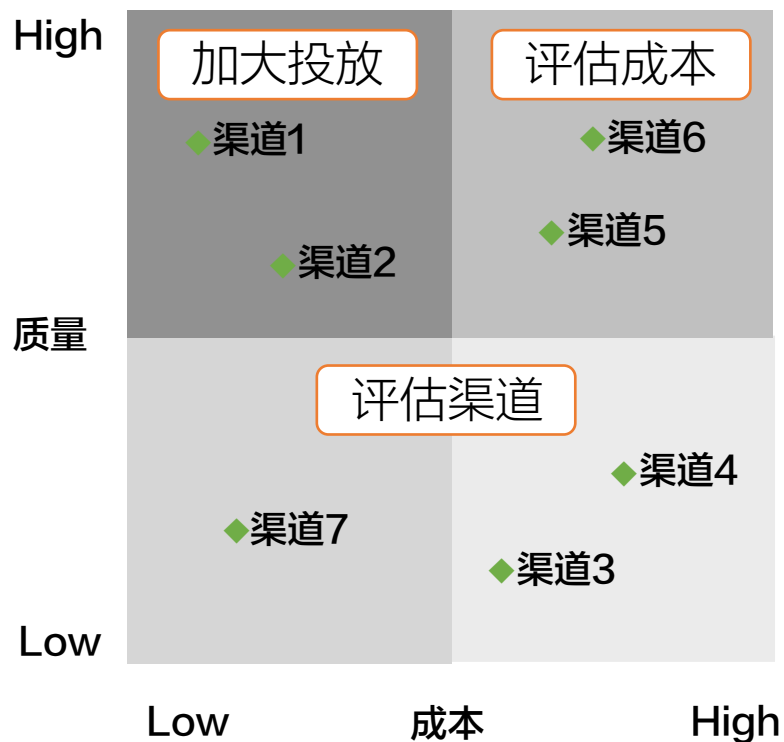 High
加大投放
评估成本
渠道1
渠道6
渠道5
渠道2
质量
评估渠道
渠道4
渠道7
渠道3
Low
Low
成本
High